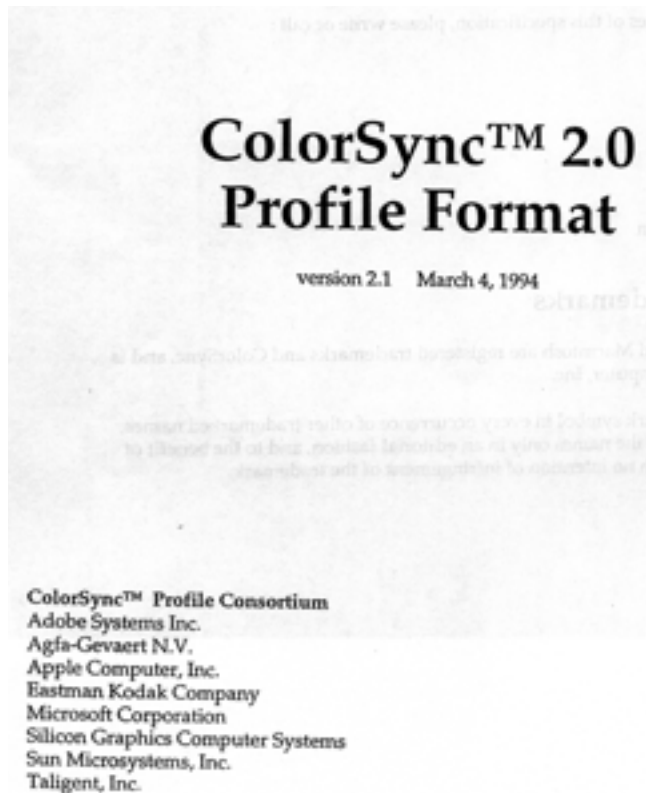 ColorSync™ 2.0
Profile Format
version 2.1 March 4, 1994
ColorSync™ Profile Consortium
Adobe Systems Inc.
Agfa-Gevaert N.V.
Apple Computer, Inc.
Eastman Kodak Company
Microsoft Corporation
Silicon Graphics Computer Systems
Sun Microsystems, Inc.
Taligent, Inc.